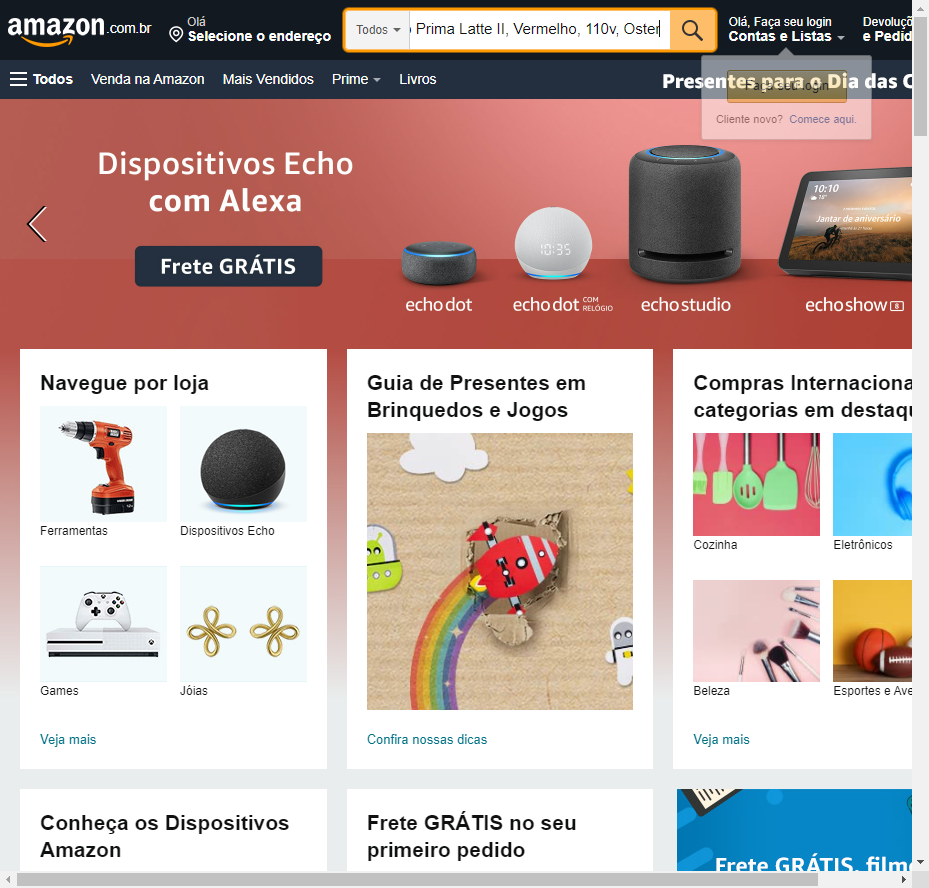 amazon.com.br
Olá
Selecione o endereço
Todos
Prima Latte II, Vermelho, 110v, Oster
Olá, Faça seu login
Contas e Listas
Devoluçõ
e Pedid
Todos
Venda na Amazon
Mais Vendidos
Prime
Livros
Presentes para o Dia das C
Faça seu login
Cliente novo? Comece aqui.
Dispositivos Echo
com Alexa
Frete GRÁTIS
10:35
10:10
18°
Jantar de aniversário
echo dot
echo dot COM RELÓGIO
echo studio
echo show 8
Navegue por loja
Ferramentas
Dispositivos Echo
Games
Jóias
Veja mais
Guia de Presentes em
Brinquedos e Jogos
Confira nossas dicas
Compras Internaciona
categorias em destaqu
Cozinha
Eletrônicos
Beleza
Esportes e Ave
Veja mais
Conheça os Dispositivos
Amazon
Frete GRÁTIS no seu
primeiro pedido
Frete GRÁTIS, film